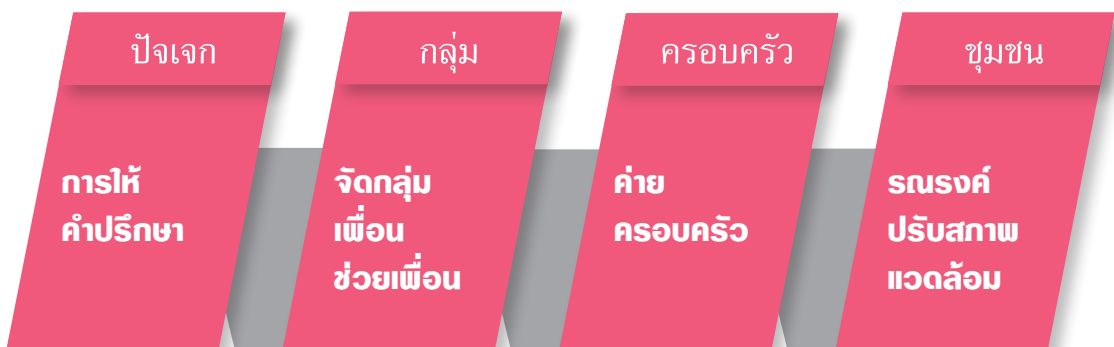 ปัจเจก
การให้
คำปรึกษา
กลุ่ม
จัดกลุ่ม
เพื่อน
ช่วยเพื่อน
ครอบครัว
ค่าย
ครอบครัว
ชุมชน
รณรงค์
ปรับสภาพ
แวดล้อม